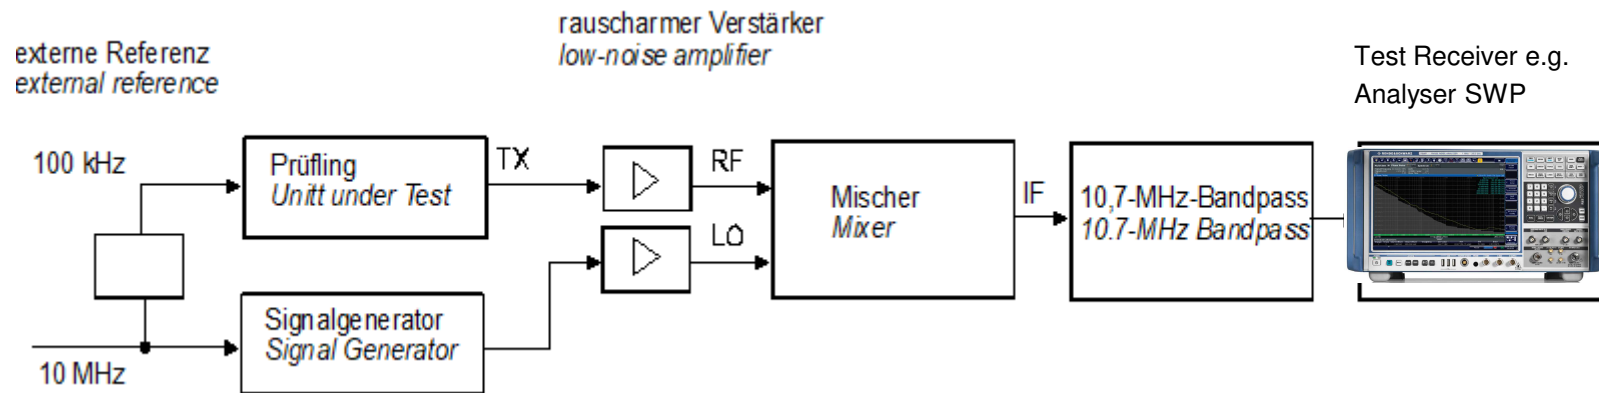 rauscharmer Verstärker
low-noise amplifier
externe Referenz
external reference
Test Receiver e.g.
Analyser SWP
100 kHz
Prüfling
Unitt under Test
TX
RF
LO
Mischer
Mixer
IF
10,7-MHz-Bandpass
10.7-MHz Bandpass
Signalgenerator
Signal Generator
10 MHz